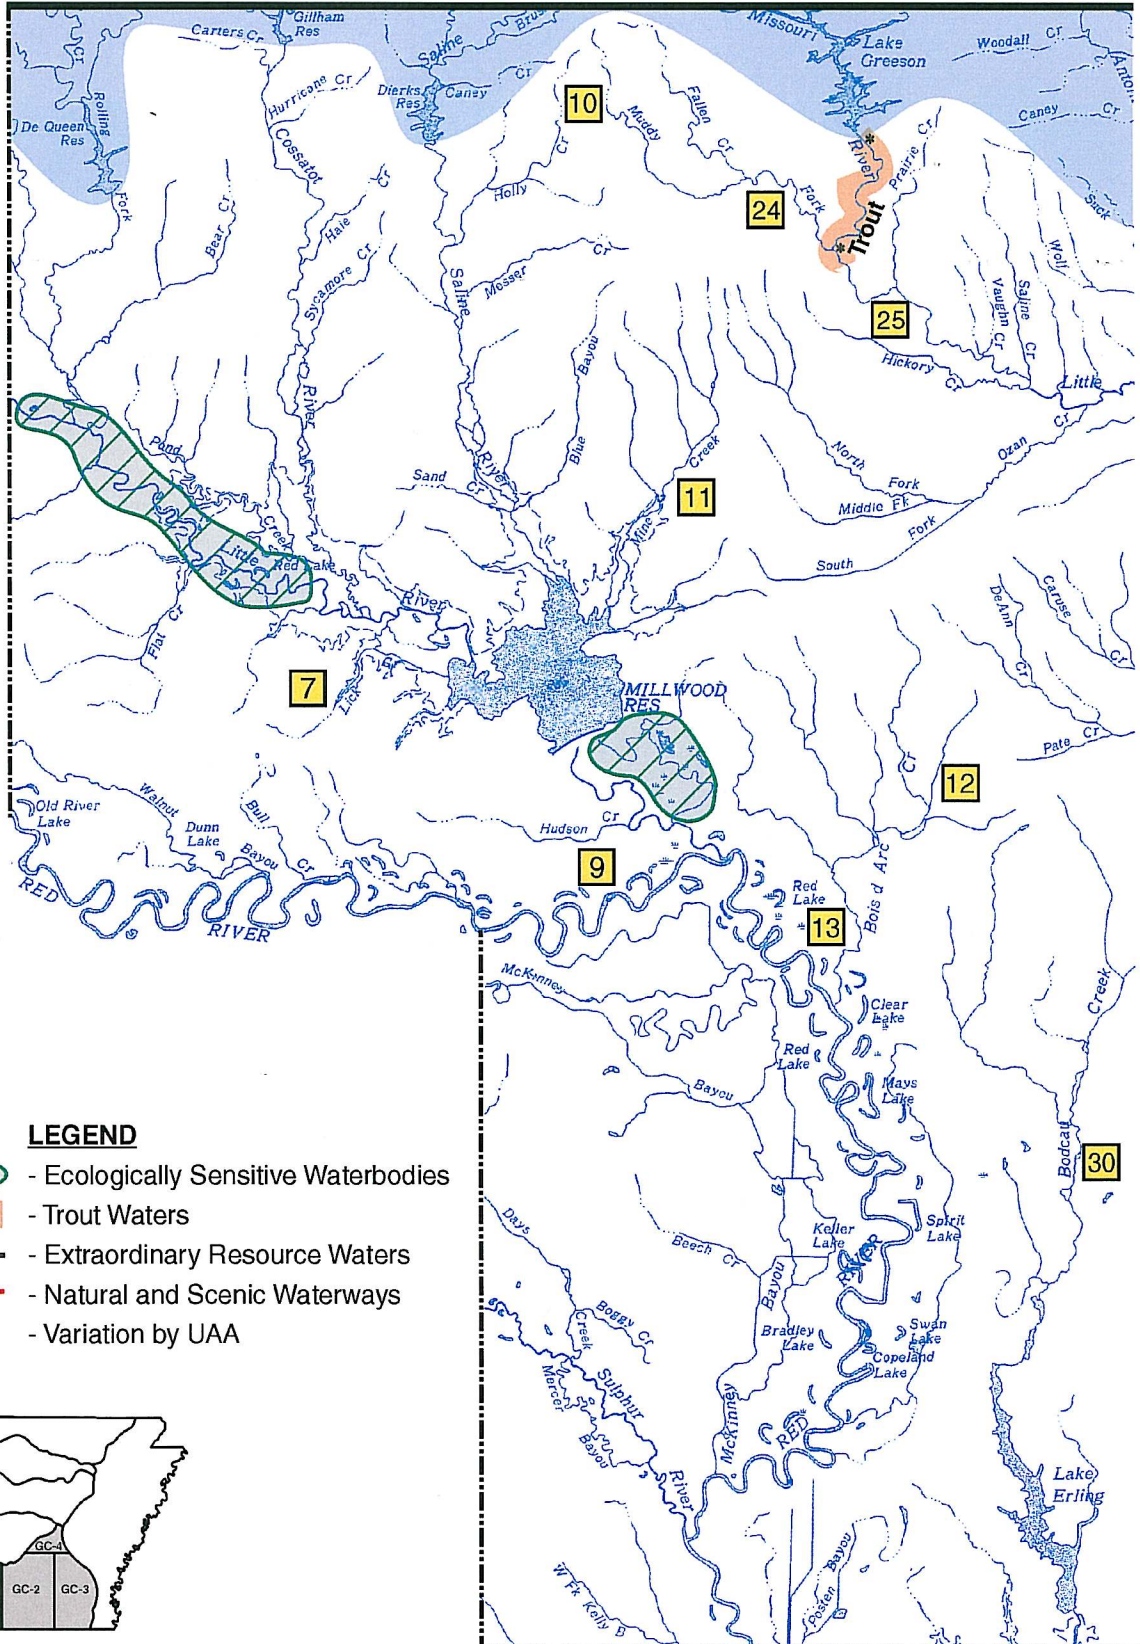 Missouri
Woodall Cr
Antoi
Gillham
Res
Carters Cr
Cr
Saline
Brus
Lake
Greeson
Rolling
Fork
Hurricane Cr
Dierks
Res
Caney
Cr
10
Fallen
Cr
Caney Cr
De Queen
Res
Cossatot
River
Muddy
Fork
River
Prairie Cr
Trout
Holly
Cr
24
Suck
Bear Cr
Haie
Cr
Sycamore Cr
Saline
River
Mosser
Cr
Wolf
Vaughn Cr
Saline Cr
25
Hickory
Cr
Little
Blue Bayou
Pond
Creek
Sand
Cr
Mine Creek
11
North
Fork
Middle Fk
Ozan Cr
South
Fork
Little
Red Lake
River
Flat Cr
DeAnn
Cr
Caruse
Cr
7
Lick
Cr
MILLWOOD
RES
Pate Cr
Cr
12
Old River
Lake
Walnut
Bayou
Dunn
Lake
Bull
Cr
Hudson Cr
9
Red
Lake
13
Bois d Arc
RED
RIVER
McKinney
Bayou
Clear
Lake
Red
Lake
Mays
Lake
Creek
Bodcau
30
LEGEND
- Ecologically Sensitive Waterbodies
- Trout Waters
- Extraordinary Resource Waters
- Natural and Scenic Waterways
- Variation by UAA
Days
Creek
Beech Cr
Keller
Lake
RIVER
Spirit
Lake
Bayou
Boggy Cr
Bradley
Lake
Swan
Lake
Copeland
Lake
Mercer
Bayou
Sulphur
River
McKinney
RED
Lake
Erling
GC-4
GC-2
GC-3
W Fk Kelly B
Posten Bayou